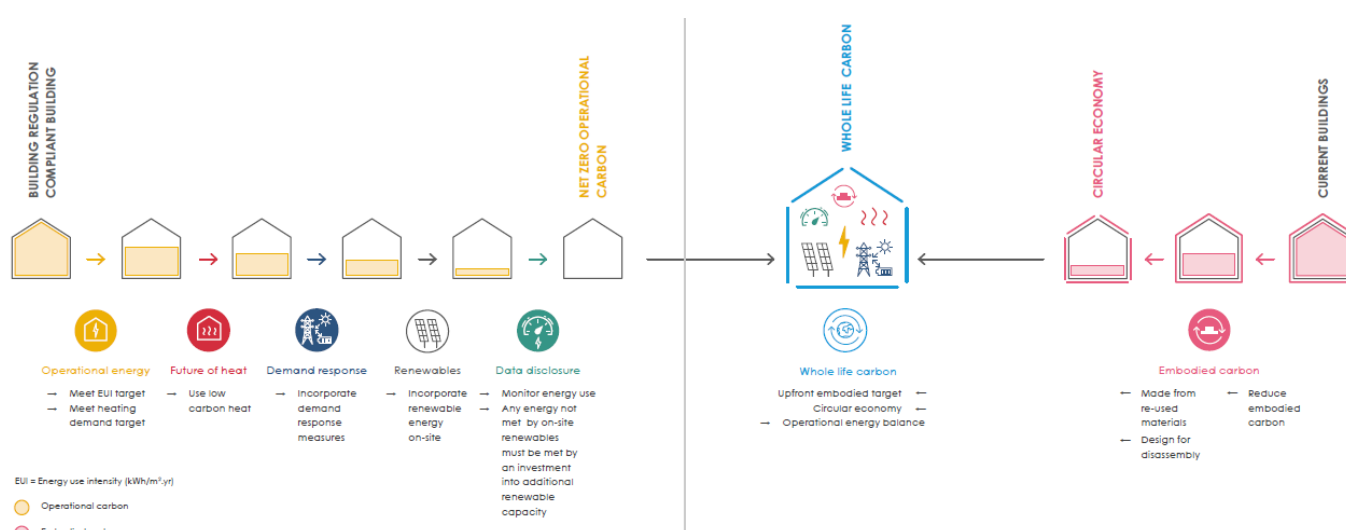 BUILDING REGULATION
COMPLIANT BUILDING
NET ZERO OPERATIONAL
CARBON
WHOLE LIFE CARBON
CIRCULAR ECONOMY
CURRENT BUILDINGS
Operational energy
→ Meet EUI target
→ Meet heating
demand target
Future of heat
→ Use low
carbon heat
Demand response
→ Incorporate
demand
response
measures
Renewables
→ Incorporate
renewable
energy
on-site
Data disclosure
→ Monitor energy use
→ Any energy not
met by on-site
renewables
must be met by
an investment
into additional
renewable
capacity
Whole life carbon
Upfront embodied target ←
Circular economy ←
→ Operational energy balance
Embodied carbon
← Made from
re-used
materials
← Design for
disassembly
← Reduce
embodied
carbon
EUI = Energy use intensity (kWh/m².yr)
Operational carbon